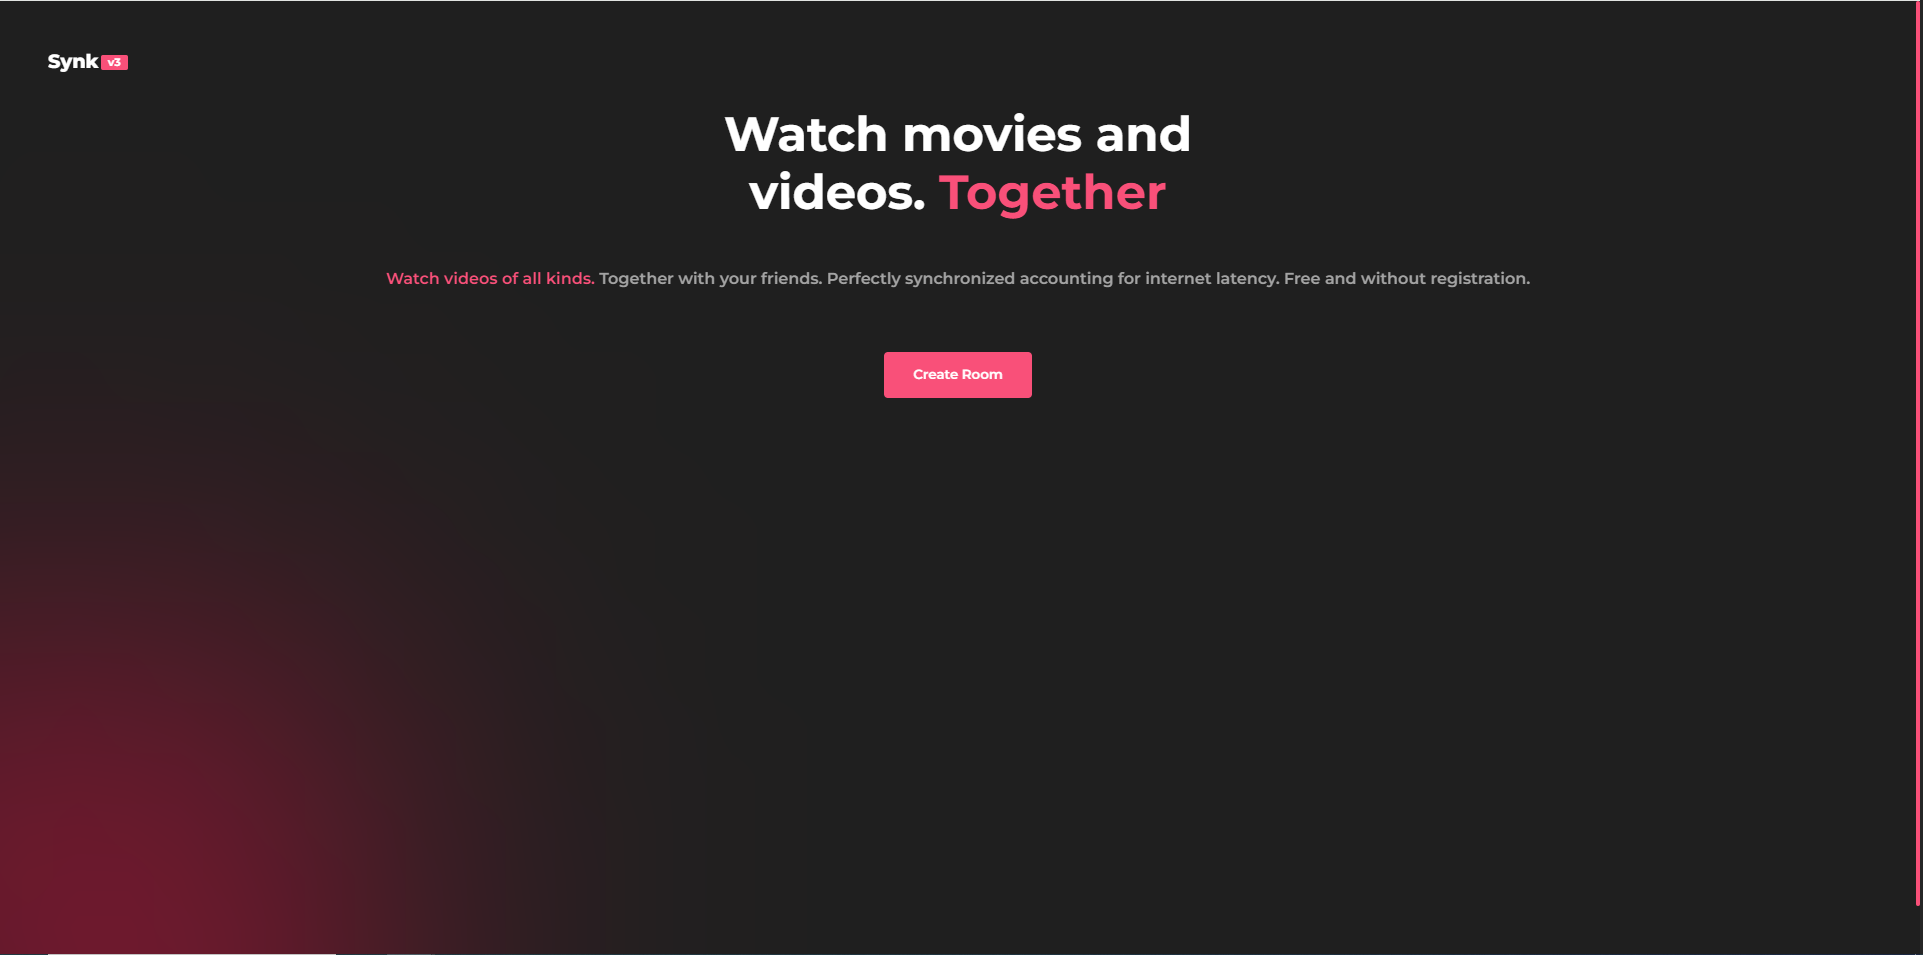 Synk v3
Watch movies and
videos. Together
Watch videos of all kinds. Together with your friends. Perfectly synchronized accounting for internet latency. Free and without registration.
Create Room